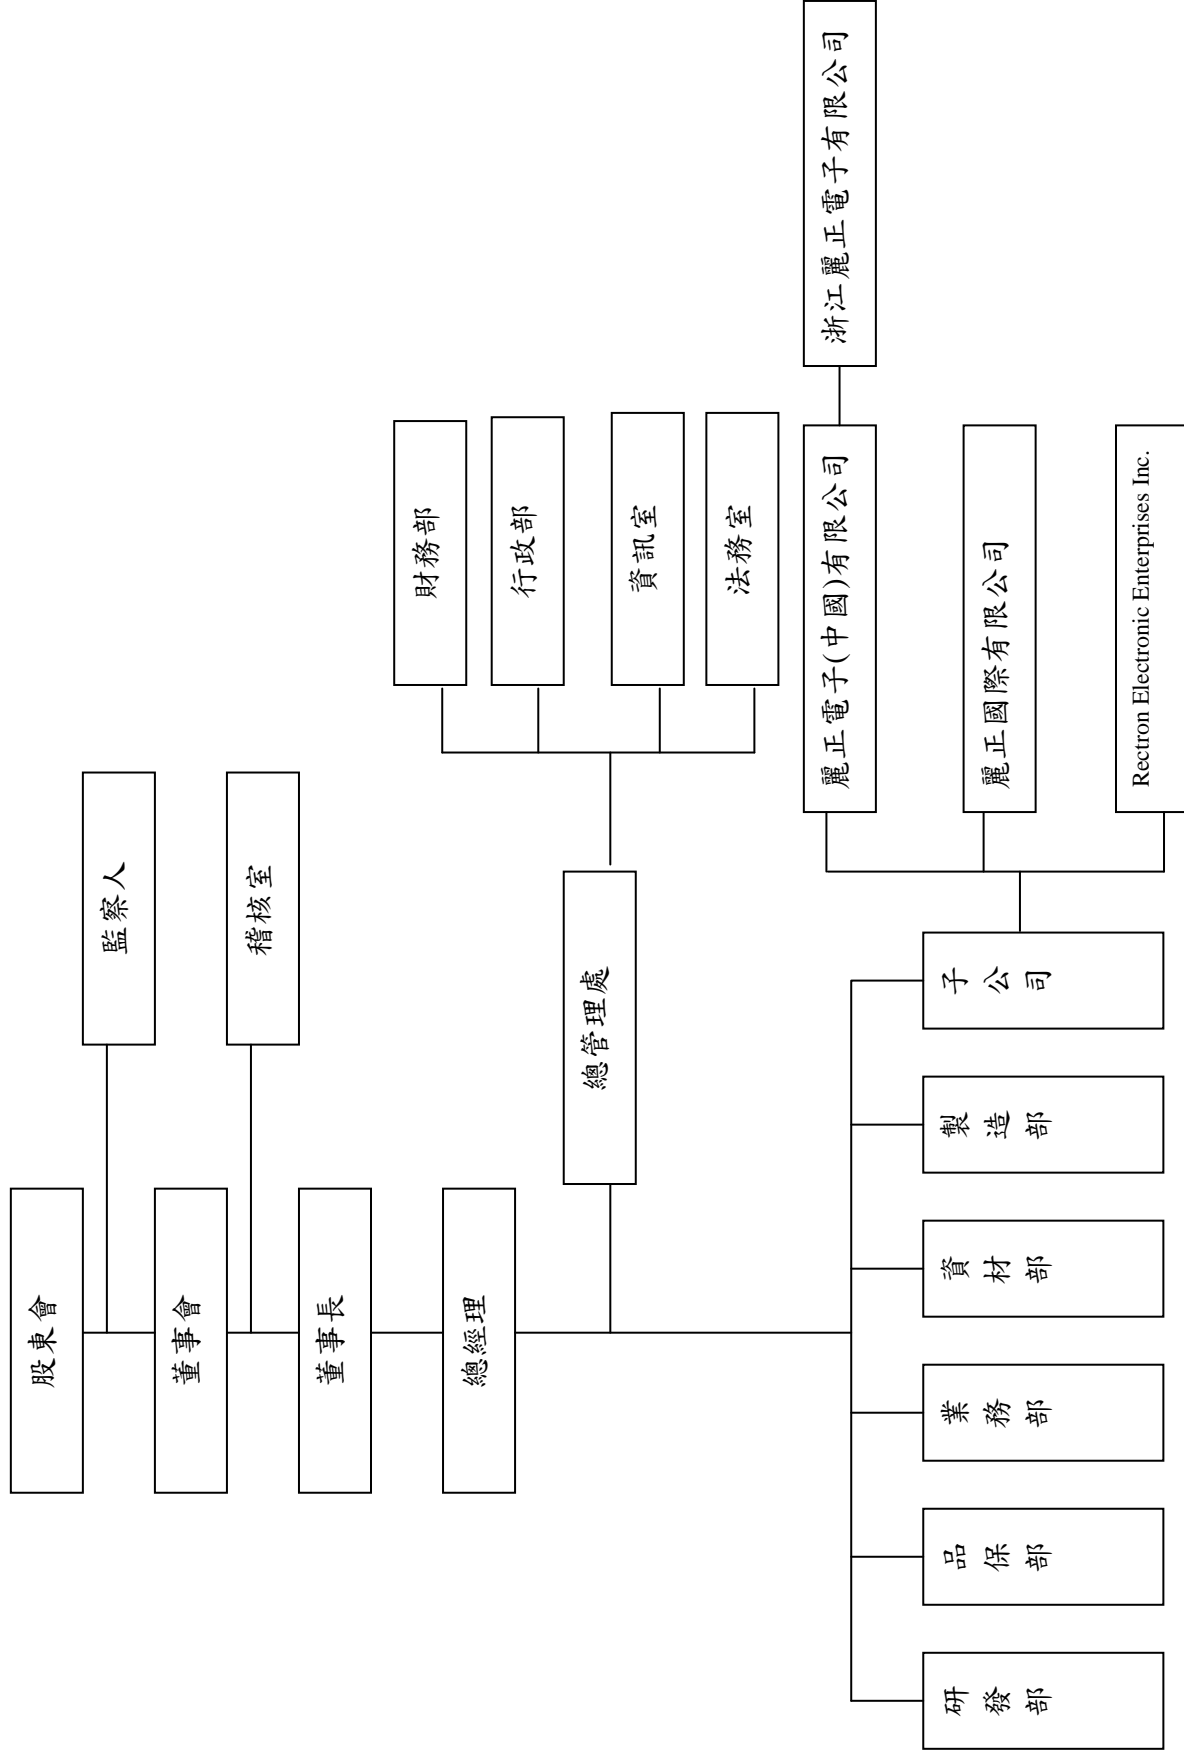 股東會
監察人
董事會
稽核室
董事長
總經理
總管理處
財務部
行政部
資訊室
法務室
研發部
品保部
業務部
資材部
製造部
子公司
麗正電子(中國)有限公司
浙江麗正電子有限公司
麗正國際有限公司
Rectron Electronic Enterprises Inc.